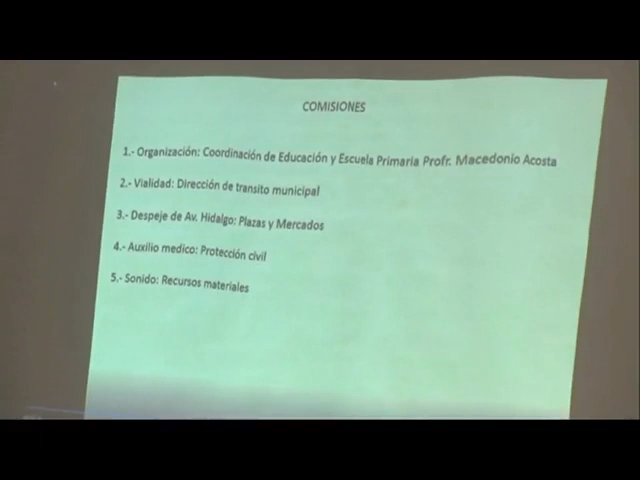 COMISIONES
1.- Organización: Coordinación de Educación y Escuela Primaria Profr. Macedonio Acosta
2.- Vialidad: Dirección de transito municipal
3.- Despeje de Av. Hidalgo: Plazas y Mercados
4.- Auxilio medico: Protección civil
5.- Sonido: Recursos materiales